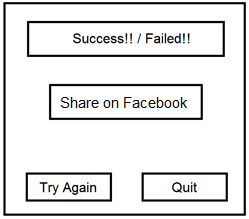 Success!! / Failed!!
Share on Facebook
Try Again
Quit